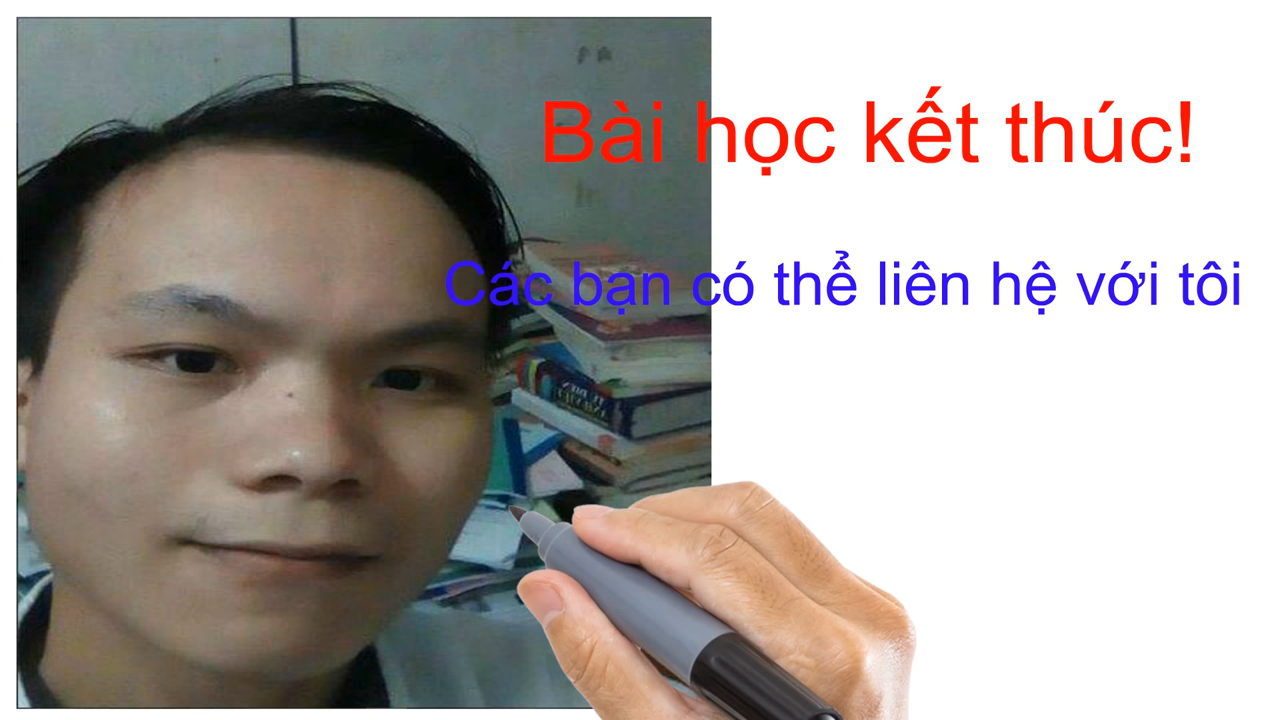 Bài học kết thúc!
Các bạn có thể liên hệ với tôi